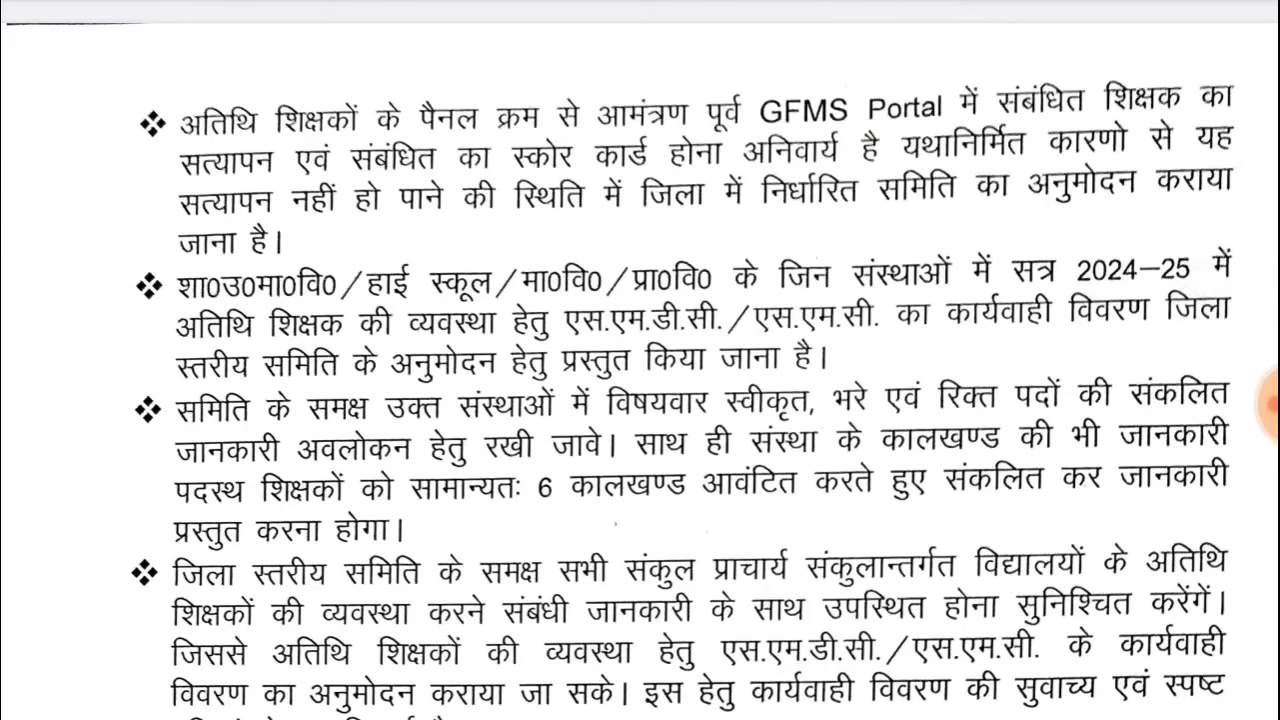 ❖ अतिथि शिक्षकों के पैनल क्रम से आमंत्रण पूर्व GFMS Portal में संबंधित शिक्षक का
सत्यापन एवं संबंधित का स्कोर कार्ड होना अनिवार्य है यथानिर्मित कारणो से यह
सत्यापन नहीं हो पाने की स्थिति में जिला में निर्धारित समिति का अनुमोदन कराया
जाना है।
❖ शा0उ0मा0वि0/हाई स्कूल/मा0वि0/प्रा0वि0 के जिन संस्थाओं में सत्र 2024–25 में
अतिथि शिक्षक की व्यवस्था हेतु एस.एम.डी.सी./एस.एम.सी. का कार्यवाही विवरण जिला
स्तरीय समिति के अनुमोदन हेतु प्रस्तुत किया जाना है।
❖ समिति के समक्ष उक्त संस्थाओं में विषयवार स्वीकृत, भरे एवं रिक्त पदों की संकलित
जानकारी अवलोकन हेतु रखी जावे। साथ ही संस्था के कालखण्ड की भी जानकारी
पदस्थ शिक्षकों को सामान्यतः 6 कालखण्ड आवंटित करते हुए संकलित कर जानकारी
प्रस्तुत करना होगा।
❖ जिला स्तरीय समिति के समक्ष सभी संकुल प्राचार्य संकुलान्तर्गत विद्यालयों के अतिथि
शिक्षकों की व्यवस्था करने संबंधी जानकारी के साथ उपस्थित होना सुनिश्चित करेंगें।
जिससे अतिथि शिक्षकों की व्यवस्था हेतु एस.एम.डी.सी./एस.एम.सी. के कार्यवाही
विवरण का अनुमोदन कराया जा सके। इस हेतु कार्यवाही विवरण की सुवाच्य एवं स्पष्ट